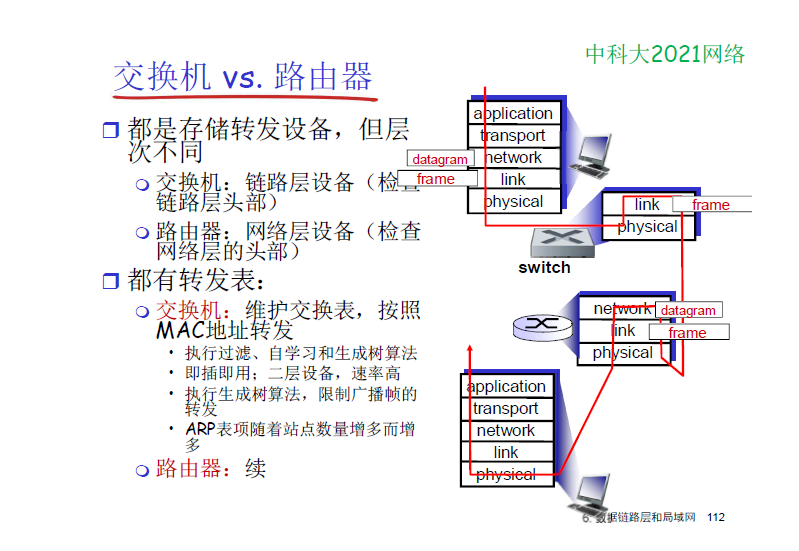 中科大2021网络
交换机 vs. 路由器
都是存储转发设备，但层
次不同
交换机：链路层设备（检查
链路层头部）
路由器：网络层设备（检查
网络层的头部）
都有转发表：
交换机：维护交换表，按照
MAC地址转发
• 执行过滤、自学习和生成树算法
• 即插即用；二层设备，速率高
• 执行生成树算法，限制广播帧的
转发
• ARP表项随着站点数量增多而增
多
路由器：续
application
transport
datagram
network
frame
link
physical
link
frame
physical
switch
network
datagram
link
frame
physical
application
transport
network
link
physical
6. 数据链路层和局域网 112